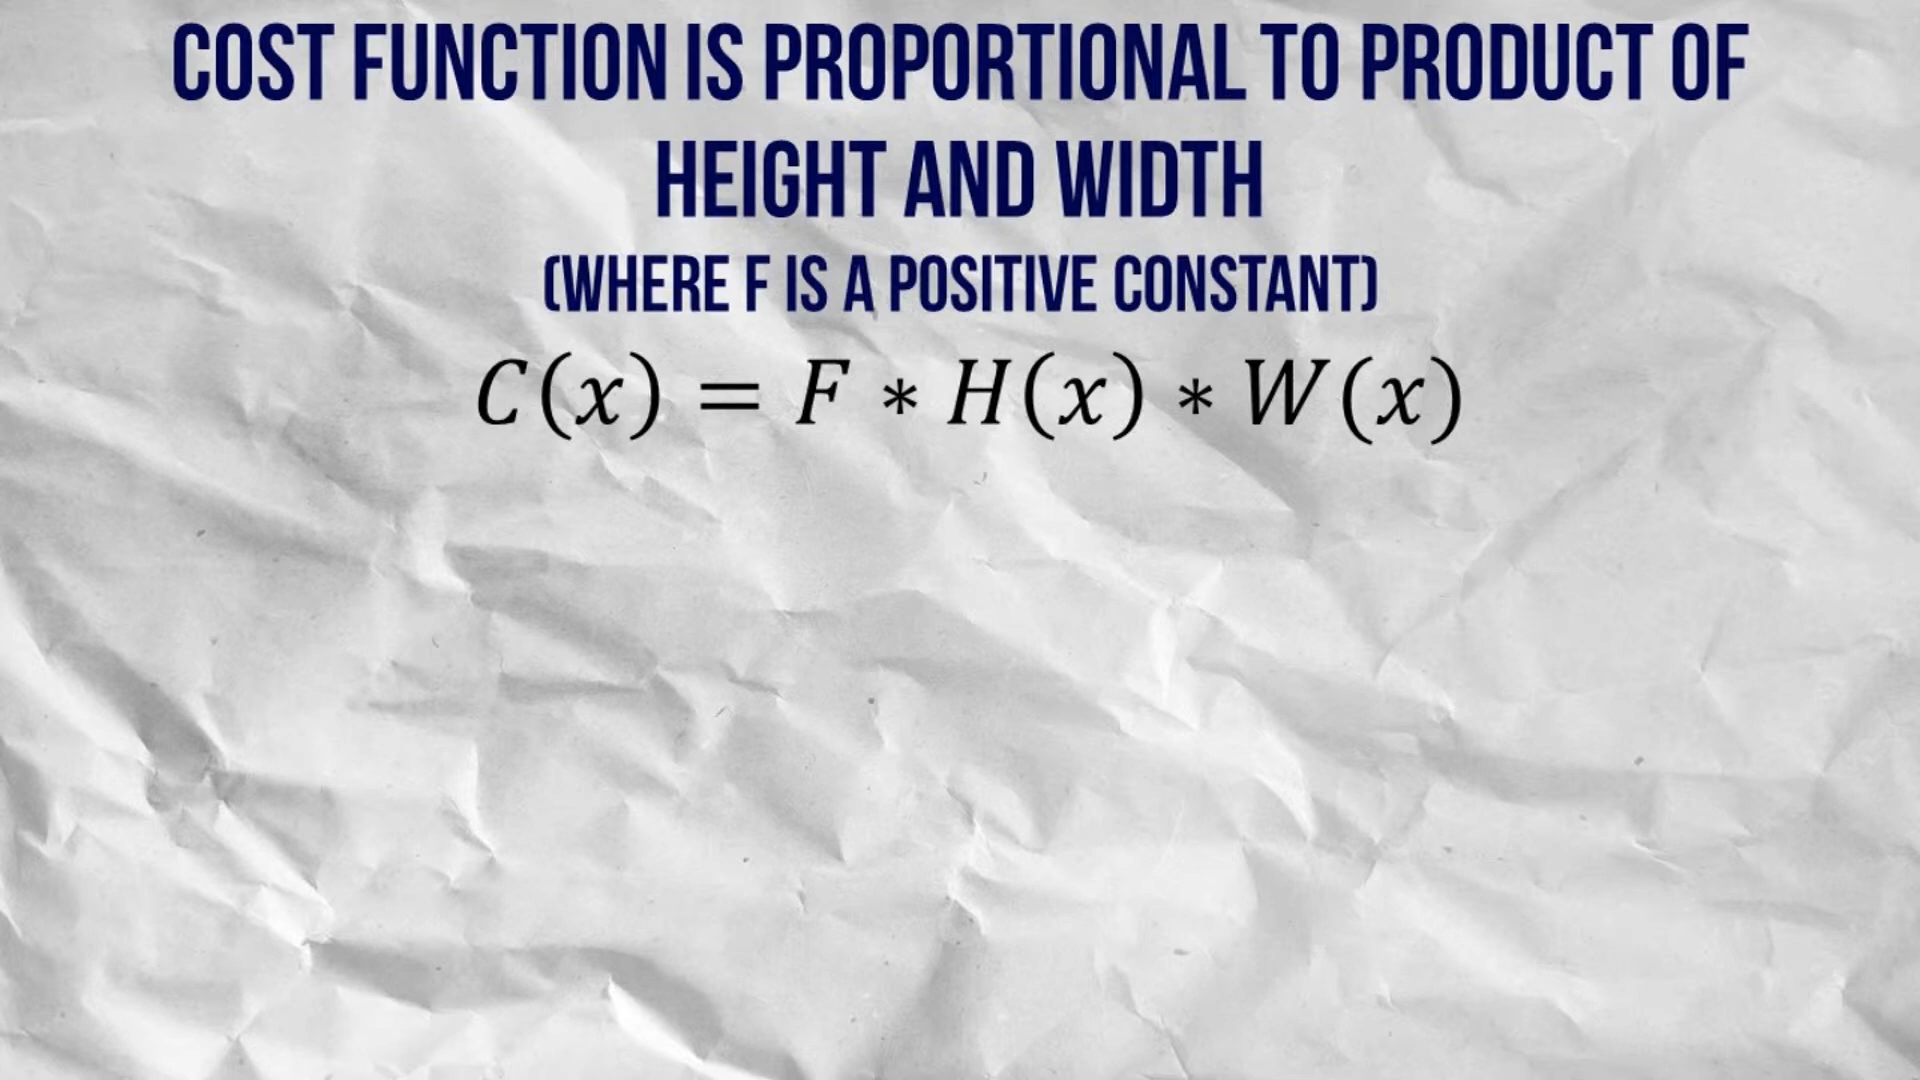 COST FUNCTION IS PROPORTIONAL TO PRODUCT OF
HEIGHT AND WIDTH
(WHERE F IS A POSITIVE CONSTANT)
C(x) = F * H(x) * W(x)